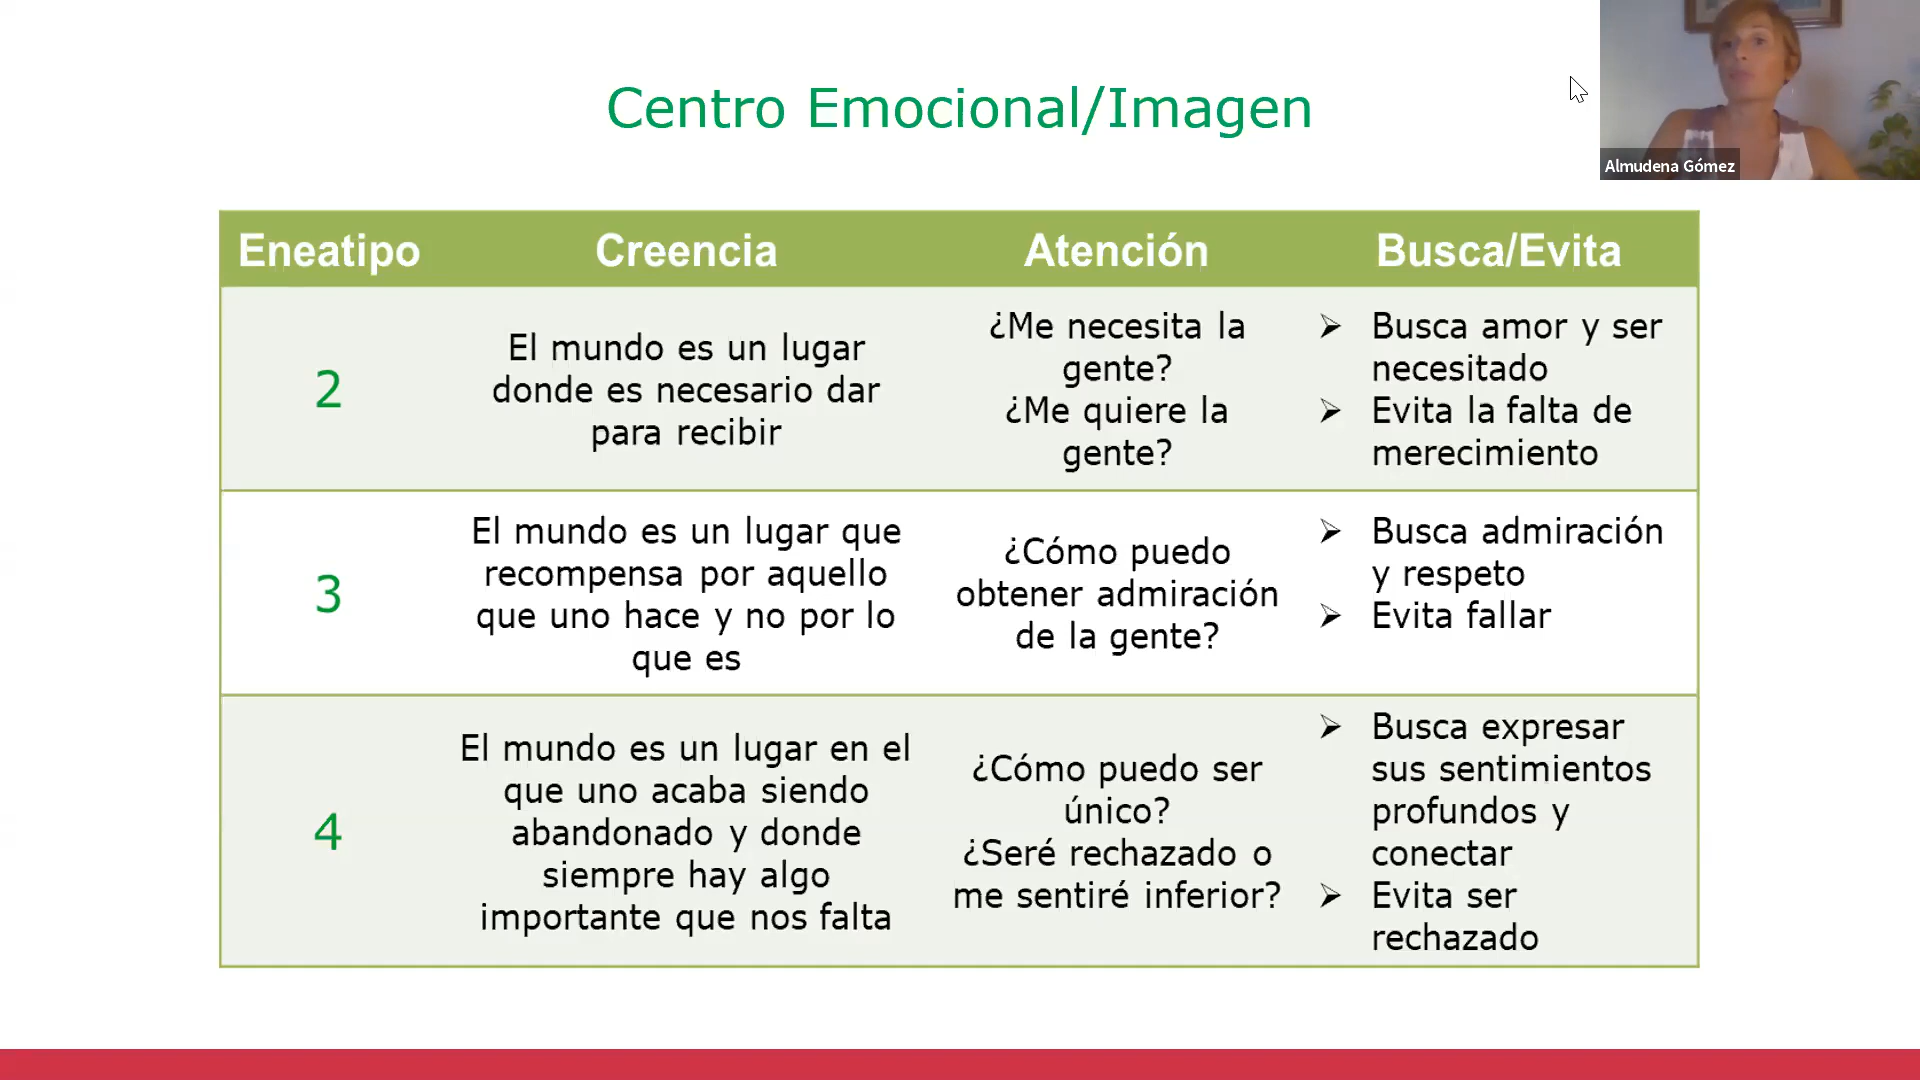 Centro Emocional/Imagen
Almudena Gómez
Eneatipo Creencia Atención Busca/Evita
2
El mundo es un lugar
donde es necesario dar
para recibir
¿Me necesita la
gente?
¿Me quiere la
gente?
➢ Busca amor y ser
necesitado
➢ Evita la falta de
merecimiento
3
El mundo es un lugar que
recompensa por aquello
que uno hace y no por lo
que es
¿Cómo puedo
obtener admiración
de la gente?
➢ Busca admiración
y respeto
➢ Evita fallar
4
El mundo es un lugar en el
que uno acaba siendo
abandonado y donde
siempre hay algo
importante que nos falta
¿Cómo puedo ser
único?
¿Seré rechazado o
me sentiré inferior?
➢ Busca expresar
sus sentimientos
profundos y
conectar
➢ Evita ser
rechazado